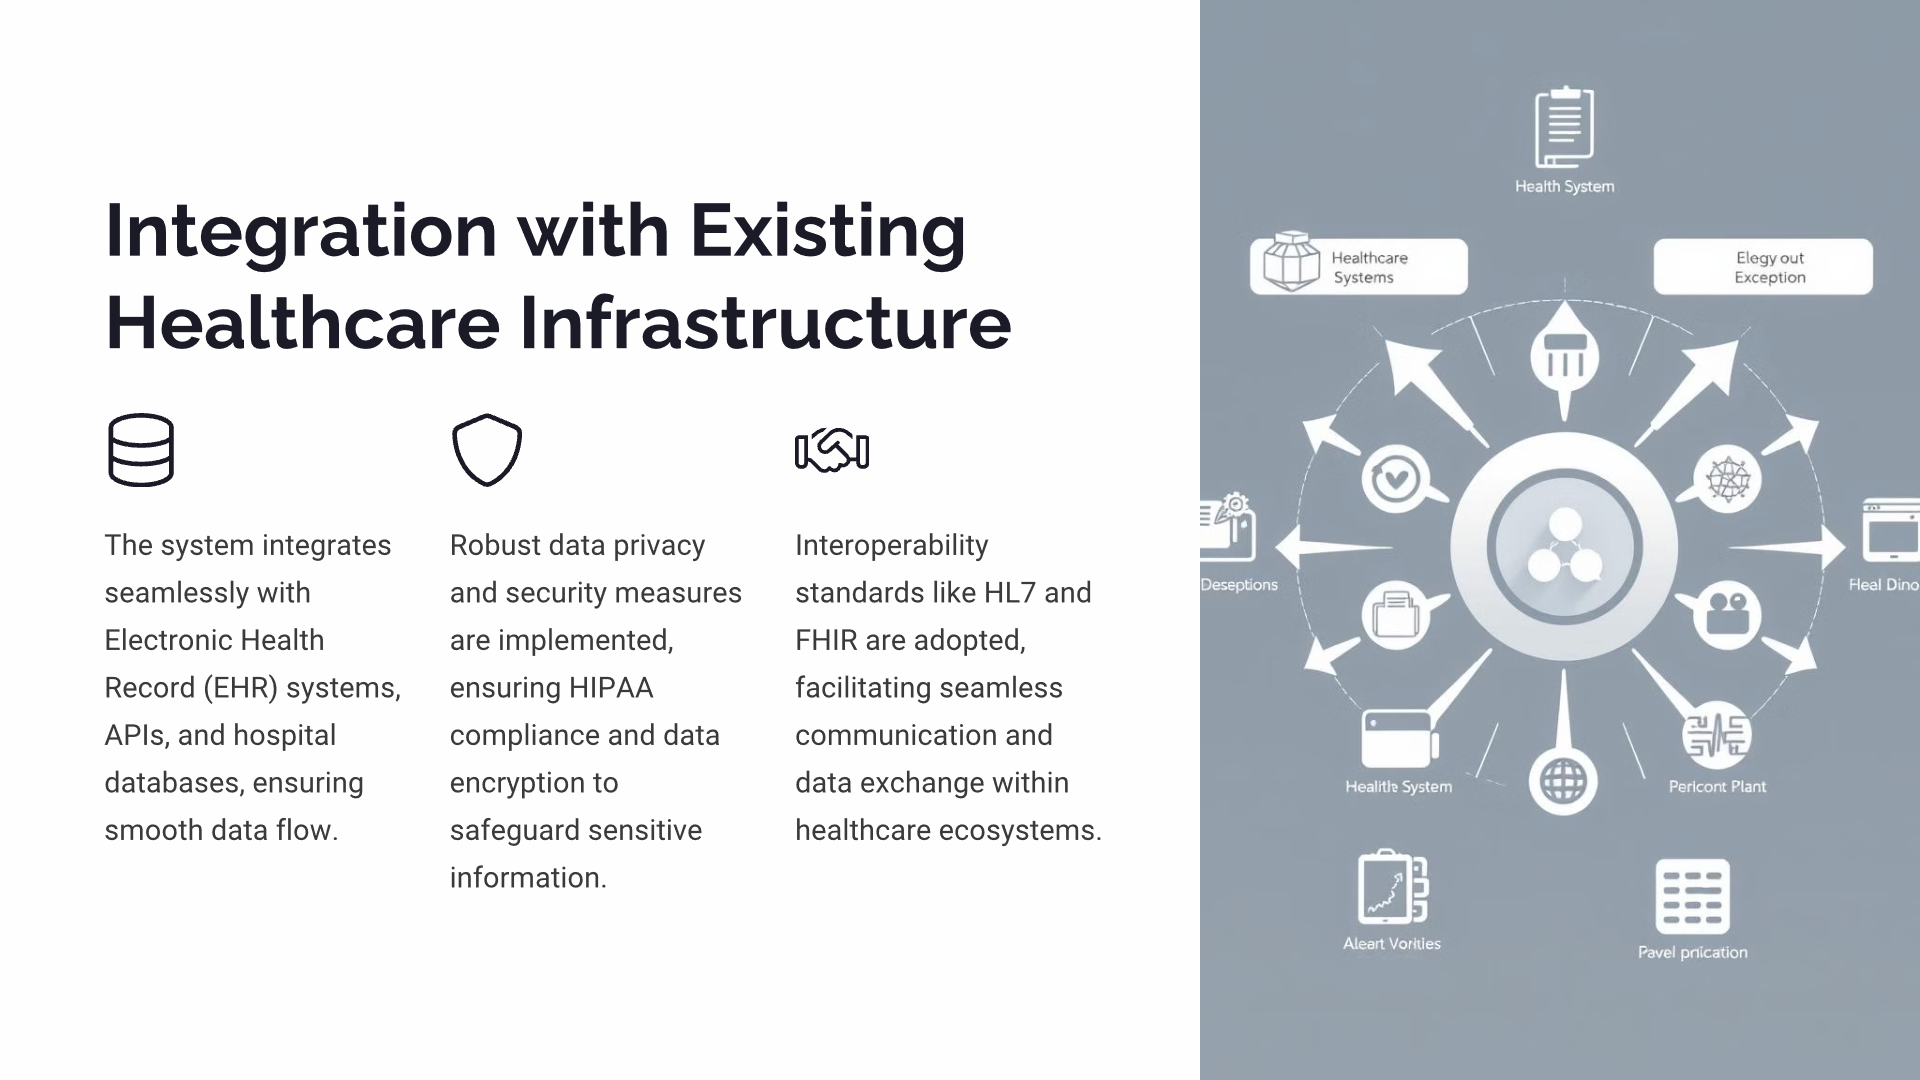 Integration with Existing
Healthcare Infrastructure
The system integrates
seamlessly with
Electronic Health
Record (EHR) systems,
APIs, and hospital
databases, ensuring
smooth data flow.
Robust data privacy
and security measures
are implemented,
ensuring HIPAA
compliance and data
encryption to
safeguard sensitive
information.
Interoperability
standards like HL7 and
FHIR are adopted,
facilitating seamless
communication and
data exchange within
healthcare ecosystems.
Health System
Healthcare
Systems
Elegy out
Exception
Deseptions
Heal Dino
Healitle System
Pericont Plant
Aleart Vorities
Pavel pnication